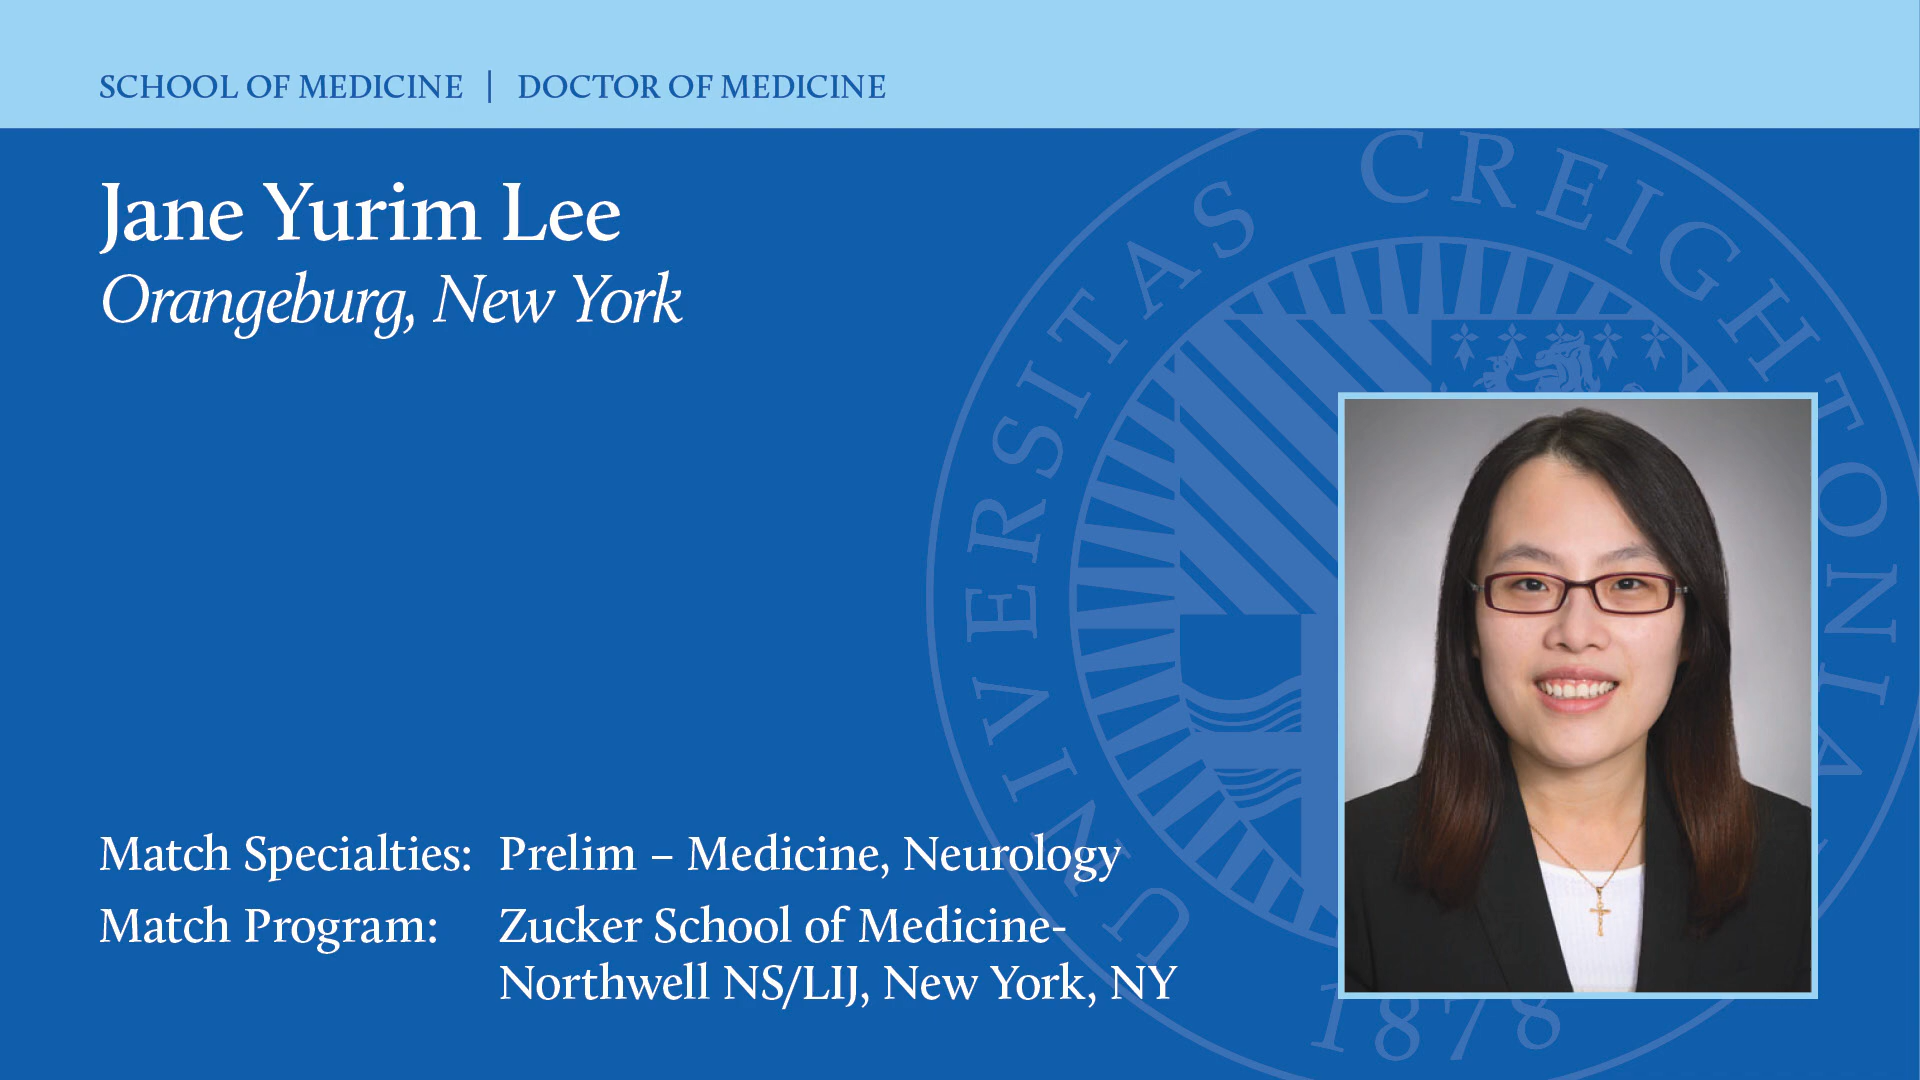 SCHOOL OF MEDICINE | DOCTOR OF MEDICINE
Jane Yurim Lee
Orangeburg, New York
UNIVERSITAS CREIGHTONIANA
1878
Match Specialties: Prelim – Medicine, Neurology
Match Program: Zucker School of Medicine-
Northwell NS/LIJ, New York, NY